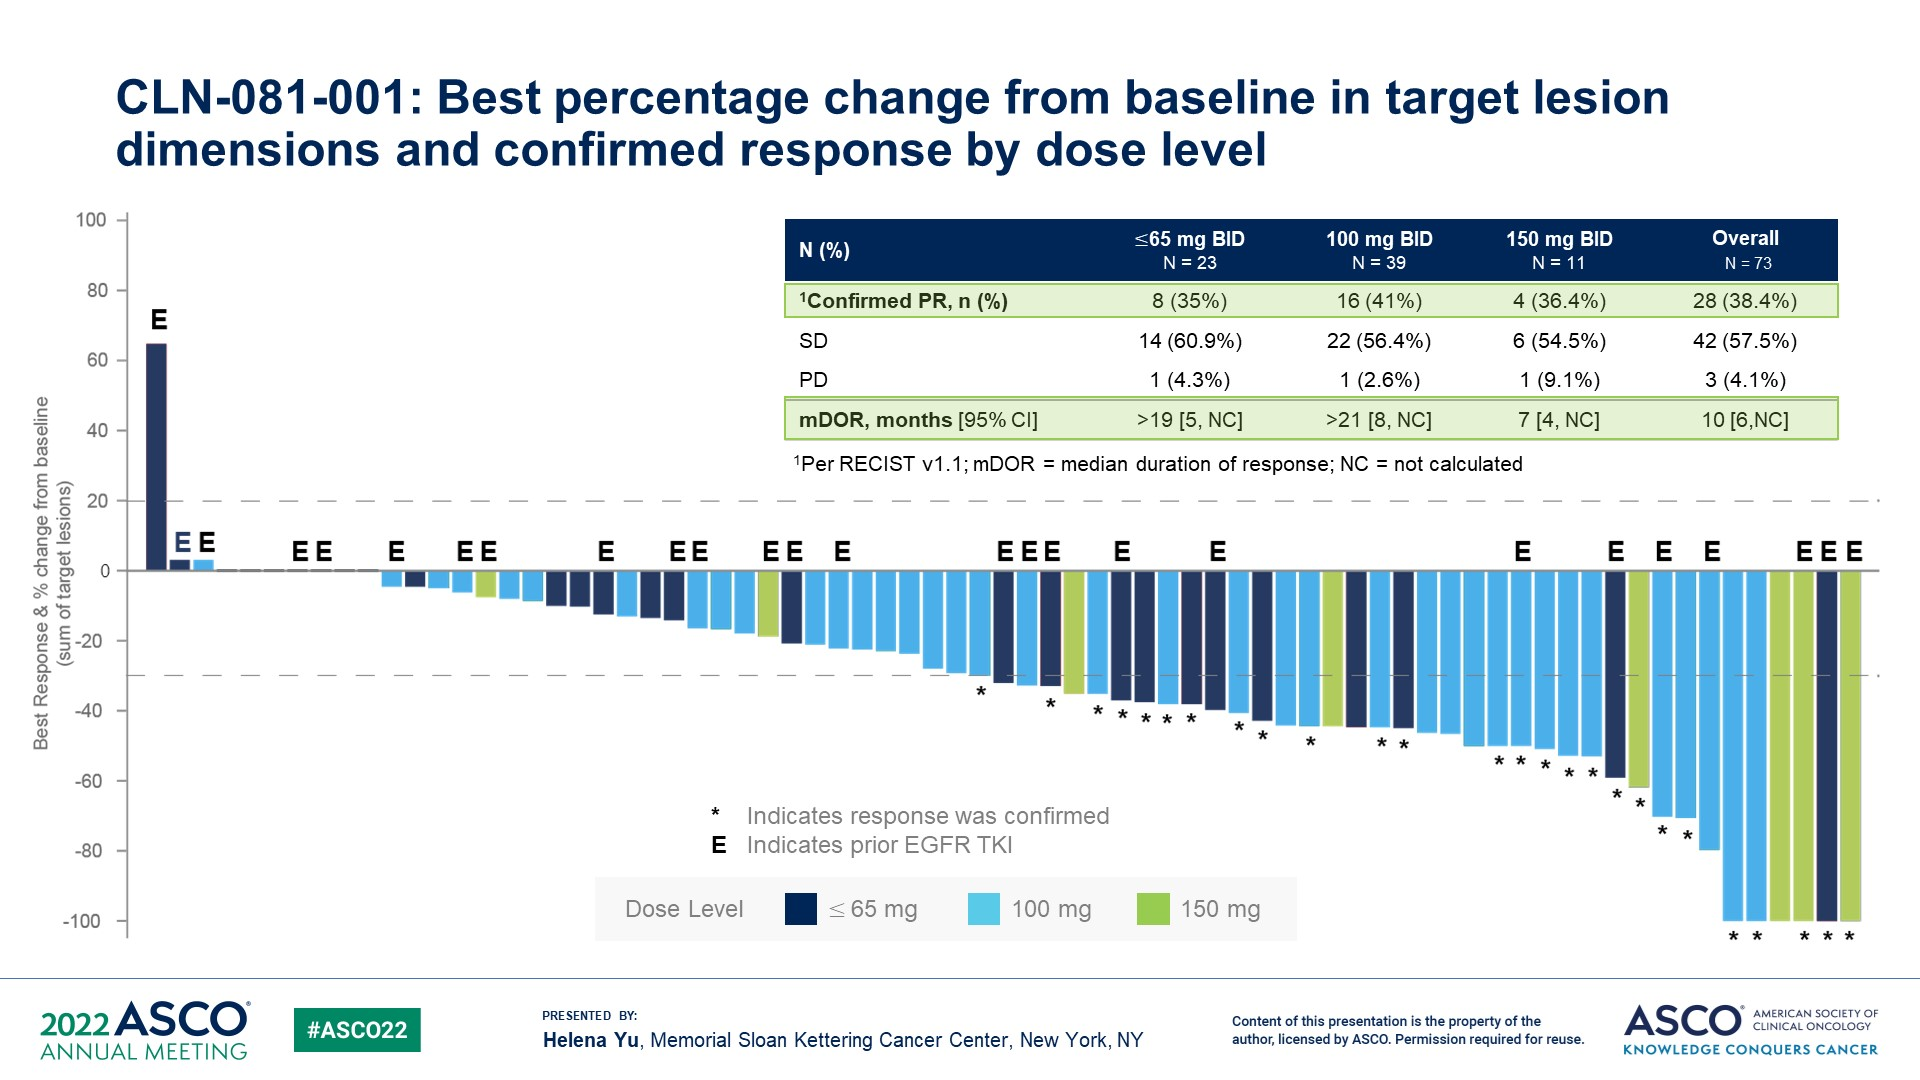 CLN-081-001: Best percentage change from baseline in target lesion
dimensions and confirmed response by dose level
Best Response & % change from baseline
(sum of target lesions)
100
80
60
40
20
0
-20
-40
-60
-80
-100
N (%) ≤65 mg BID N = 23 100 mg BID N = 39 150 mg BID N = 11 Overall N = 73
¹Confirmed PR, n (%) 8 (35%) 16 (41%) 4 (36.4%) 28 (38.4%)
SD 14 (60.9%) 22 (56.4%) 6 (54.5%) 42 (57.5%)
PD 1 (4.3%) 1 (2.6%) 1 (9.1%) 3 (4.1%)
mDOR, months [95% CI] >19 [5, NC] >21 [8, NC] 7 [4, NC] 10 [6,NC]
¹Per RECIST v1.1; mDOR = median duration of response; NC = not calculated
E
E E E E E E E E E E E E E E E E E E E E E E E E E E
* * * * * * * * * * * * * * * * * * * * * * * * * * *
* Indicates response was confirmed
E Indicates prior EGFR TKI
Dose Level ≤ 65 mg 100 mg 150 mg
2022 ASCO®
ANNUAL MEETING
#ASCO22
PRESENTED BY:
Helena Yu, Memorial Sloan Kettering Cancer Center, New York, NY
Content of this presentation is the property of the
author, licensed by ASCO. Permission required for reuse.
ASCO® AMERICAN SOCIETY OF
CLINICAL ONCOLOGY
KNOWLEDGE CONQUERS CANCER